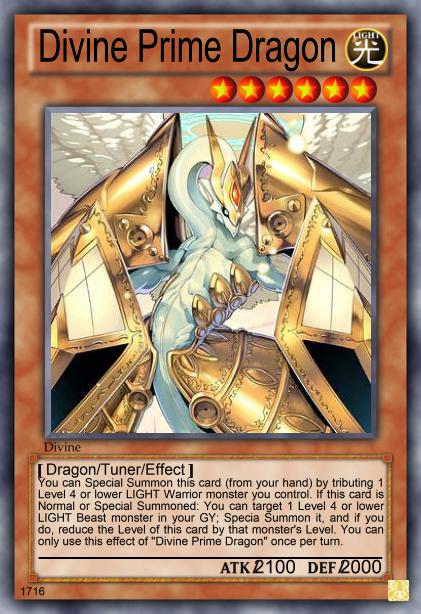 Divine Prime Dragon
LIGHT
光
Divine
[ Dragon/Tuner/Effect ]
You can Special Summon this card (from your hand) by tributing 1
Level 4 or lower LIGHT Warrior monster you control. If this card is
Normal or Special Summoned: You can target 1 Level 4 or lower
LIGHT Beast monster in your GY; Specia Summon it, and if you
do, reduce the Level of this card by that monster's Level. You can
only use this effect of "Divine Prime Dragon" once per turn.
ATK 2100 DEF 2000
1716